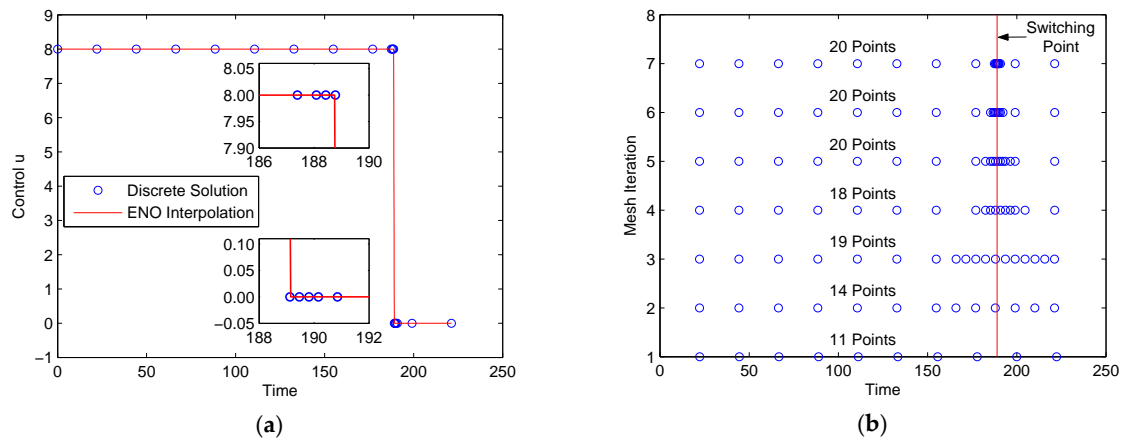 9
8
7
6
5
4
3
2
1
0
−1
0 50 100 150 200 250
Control u
Time
8.05
8.00
7.95
7.90
186 188 190
Discrete Solution
ENO Interpolation
0.10
0.05
0.00
−0.05
188 190 192
(a)
8
7
6
5
4
3
2
1
0 50 100 150 200 250
Mesh Iteration
Time
Switching
Point
20 Points
20 Points
20 Points
18 Points
19 Points
14 Points
11 Points
(b)